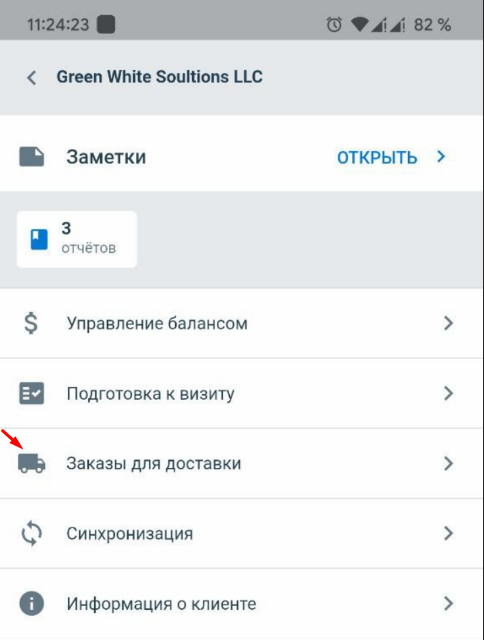 11:24:23 82 %
Green White Soultions LLC
Заметки ОТКРЫТЬ
3
отчётов
Управление балансом
Подготовка к визиту
Заказы для доставки
Синхронизация
Информация о клиенте